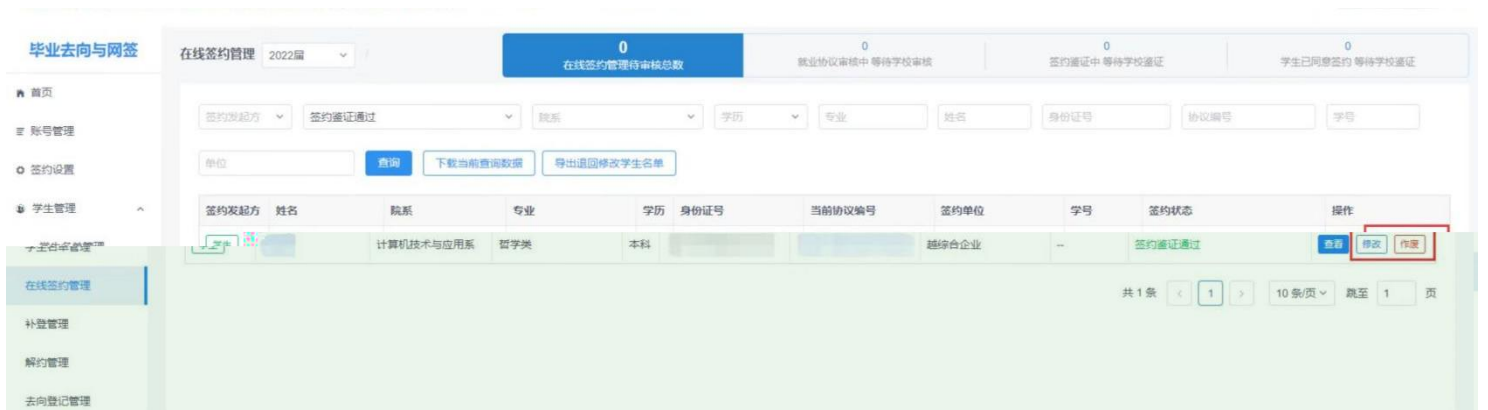 毕业去向与网签
在线签约管理 2022届
0
在线签约管理待审核总数
0
就业协议审核中 等待学校审核
0
签约鉴证中 等待学校鉴证
0
学生已同意签约 等待学校鉴证
首页
账号管理
签约设置
学生管理
在线签约管理
补登管理
解约管理
去向登记管理
签约发起方 签约鉴证通过 院系 学历 专业 姓名 身份证号 协议编号 学号
单位 查询 下载当前查询数据 导出退回修改学生名单
签约发起方 姓名 院系 专业 学历 身份证号 当前协议编号 签约单位 学号 签约状态 操作
学生 计算机技术与应用系 哲学类 本科 越综合企业 -- 签约鉴证通过 查看 修改 作废
共 1 条 < 1 > 10 条/页 跳至 1 页